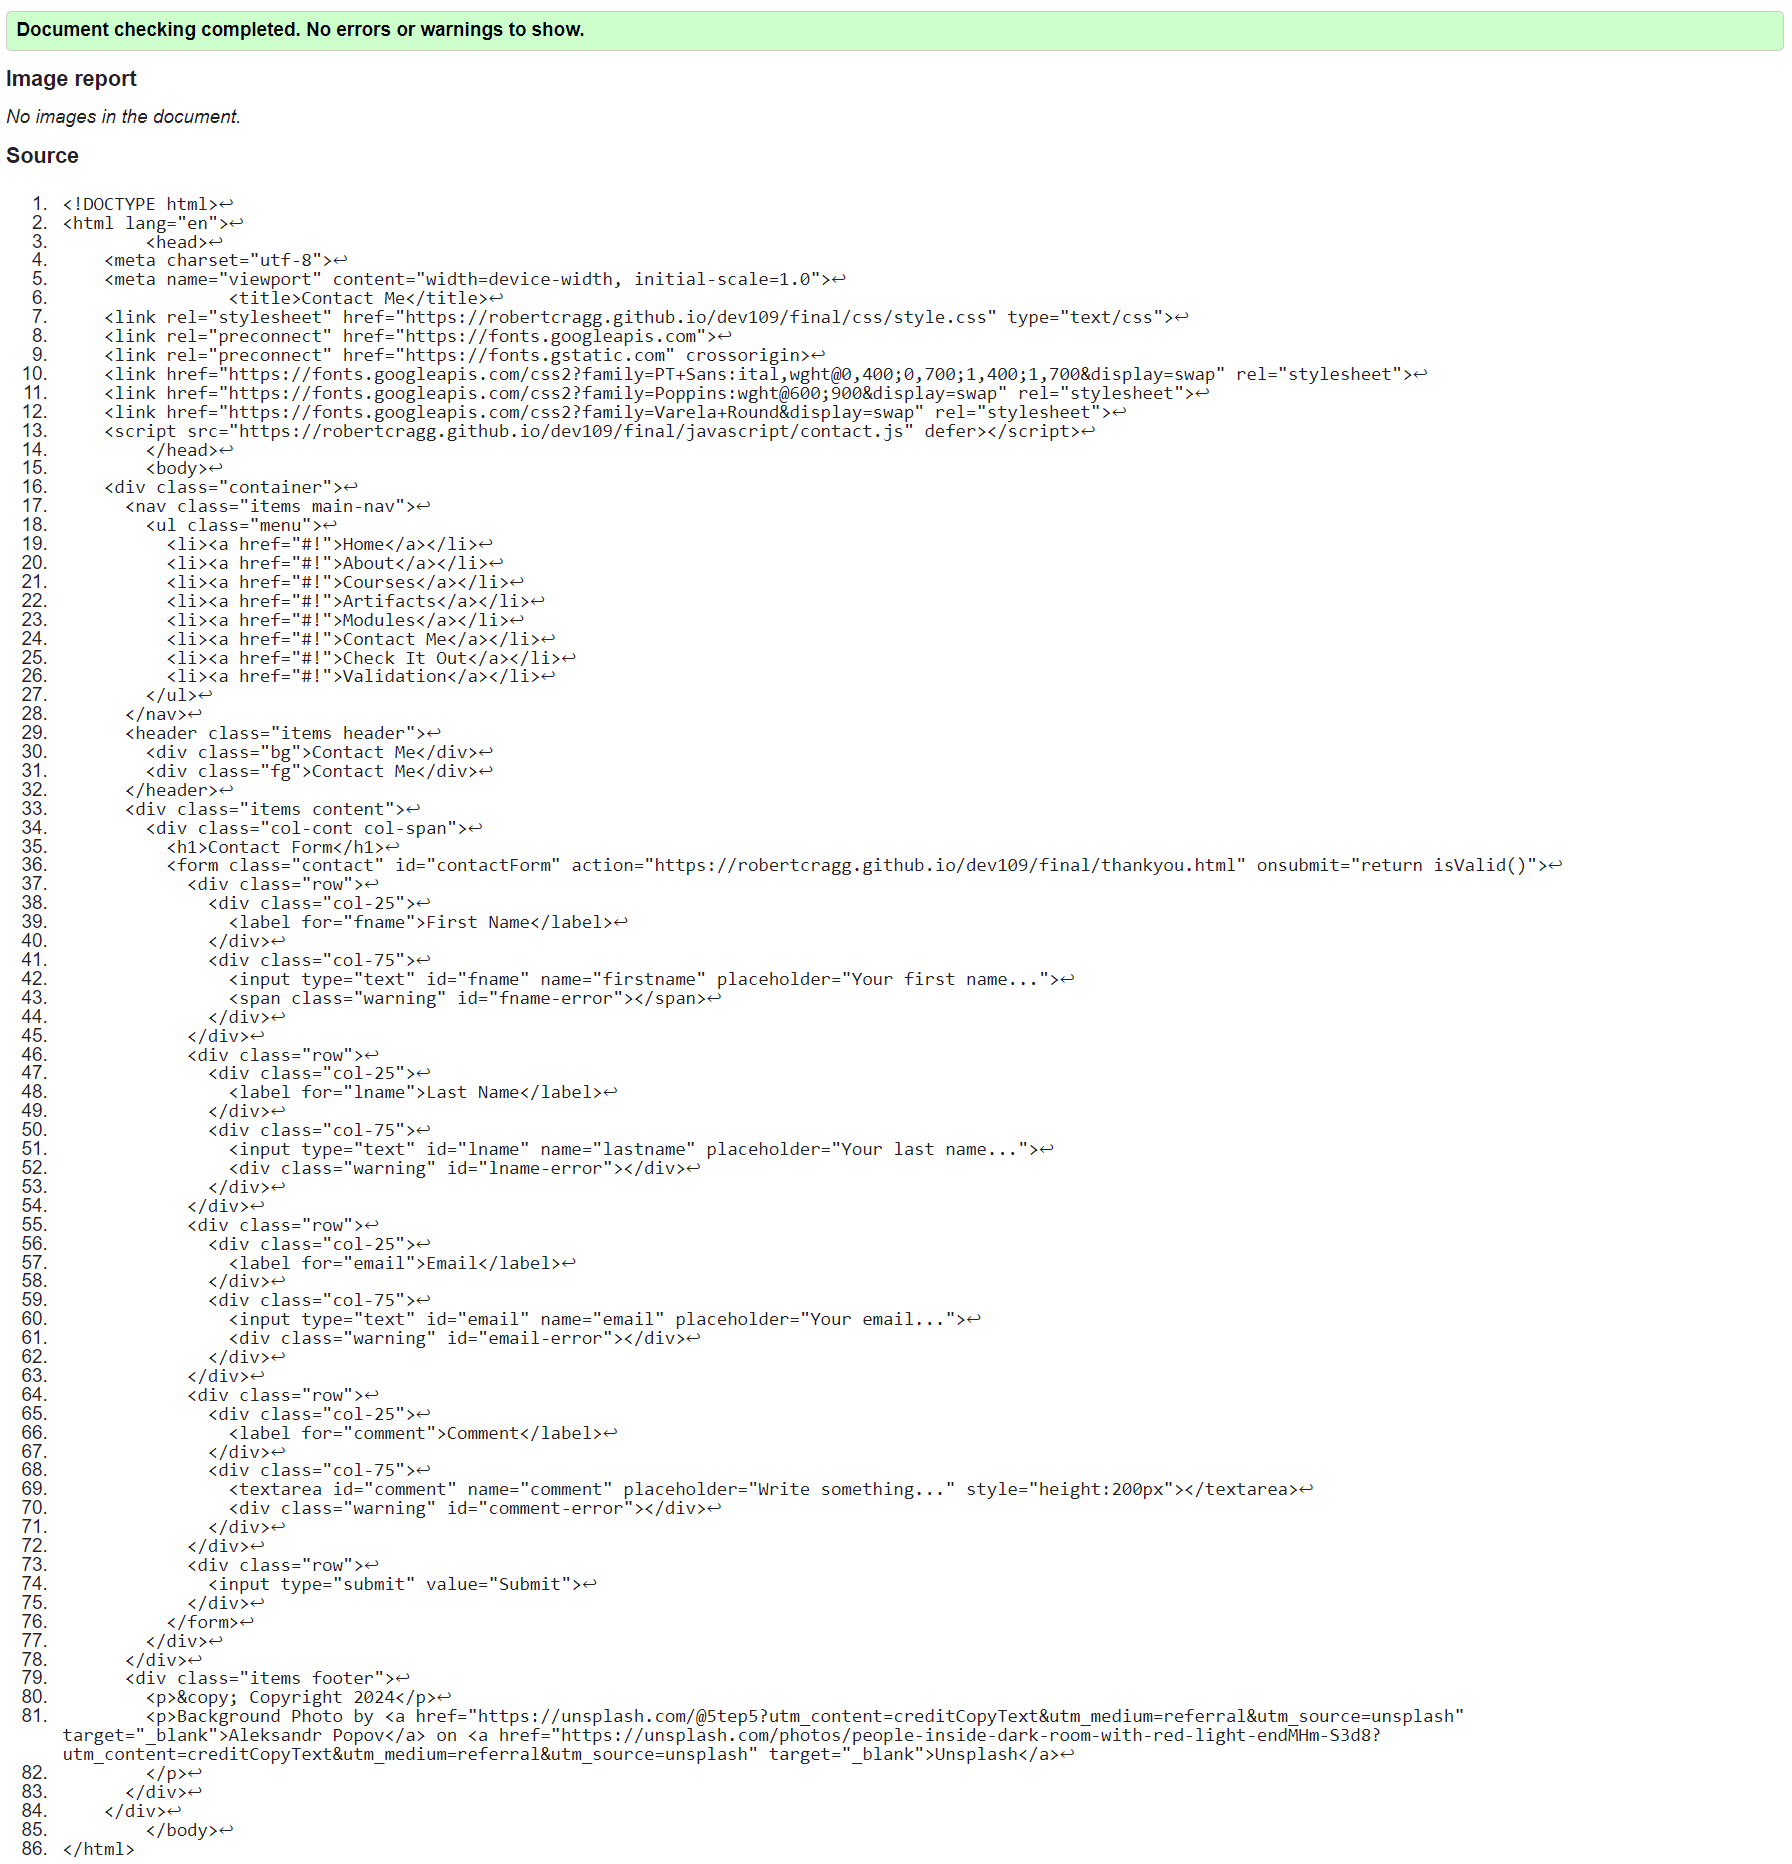 Document checking completed. No errors or warnings to show.
Image report
No images in the document.
Source
1. <!DOCTYPE html>↩
2. <html lang="en">↩
3.         <head>↩
4.     <meta charset="utf-8">↩
5.     <meta name="viewport" content="width=device-width, initial-scale=1.0">↩
6.                 <title>Contact Me</title>↩
7.     <link rel="stylesheet" href="https://robertcragg.github.io/dev109/final/css/style.css" type="text/css">↩
8.     <link rel="preconnect" href="https://fonts.googleapis.com">↩
9.     <link rel="preconnect" href="https://fonts.gstatic.com" crossorigin>↩
10.     <link href="https://fonts.googleapis.com/css2?family=PT+Sans:ital,wght@0,400;0,700;1,400;1,700&display=swap" rel="stylesheet">↩
11.     <link href="https://fonts.googleapis.com/css2?family=Poppins:wght@600;900&display=swap" rel="stylesheet">↩
12.     <link href="https://fonts.googleapis.com/css2?family=Varela+Round&display=swap" rel="stylesheet">↩
13.     <script src="https://robertcragg.github.io/dev109/final/javascript/contact.js" defer></script>↩
14.         </head>↩
15.         <body>↩
16.     <div class="container">↩
17.       <nav class="items main-nav">↩
18.         <ul class="menu">↩
19.           <li><a href="#!">Home</a></li>↩
20.           <li><a href="#!">About</a></li>↩
21.           <li><a href="#!">Courses</a></li>↩
22.           <li><a href="#!">Artifacts</a></li>↩
23.           <li><a href="#!">Modules</a></li>↩
24.           <li><a href="#!">Contact Me</a></li>↩
25.           <li><a href="#!">Check It Out</a></li>↩
26.           <li><a href="#!">Validation</a></li>↩
27.         </ul>↩
28.       </nav>↩
29.       <header class="items header">↩
30.         <div class="bg">Contact Me</div>↩
31.         <div class="fg">Contact Me</div>↩
32.       </header>↩
33.       <div class="items content">↩
34.         <div class="col-cont col-span">↩
35.           <h1>Contact Form</h1>↩
36.           <form class="contact" id="contactForm" action="https://robertcragg.github.io/dev109/final/thankyou.html" onsubmit="return isValid()">↩
37.             <div class="row">↩
38.               <div class="col-25">↩
39.                 <label for="fname">First Name</label>↩
40.               </div>↩
41.               <div class="col-75">↩
42.                 <input type="text" id="fname" name="firstname" placeholder="Your first name...">↩
43.                 <span class="warning" id="fname-error"></span>↩
44.               </div>↩
45.             </div>↩
46.             <div class="row">↩
47.               <div class="col-25">↩
48.                 <label for="lname">Last Name</label>↩
49.               </div>↩
50.               <div class="col-75">↩
51.                 <input type="text" id="lname" name="lastname" placeholder="Your last name...">↩
52.                 <div class="warning" id="lname-error"></div>↩
53.               </div>↩
54.             </div>↩
55.             <div class="row">↩
56.               <div class="col-25">↩
57.                 <label for="email">Email</label>↩
58.               </div>↩
59.               <div class="col-75">↩
60.                 <input type="text" id="email" name="email" placeholder="Your email...">↩
61.                 <div class="warning" id="email-error"></div>↩
62.               </div>↩
63.             </div>↩
64.             <div class="row">↩
65.               <div class="col-25">↩
66.                 <label for="comment">Comment</label>↩
67.               </div>↩
68.               <div class="col-75">↩
69.                 <textarea id="comment" name="comment" placeholder="Write something..." style="height:200px"></textarea>↩
70.                 <div class="warning" id="comment-error"></div>↩
71.               </div>↩
72.             </div>↩
73.             <div class="row">↩
74.               <input type="submit" value="Submit">↩
75.             </div>↩
76.           </form>↩
77.         </div>↩
78.       </div>↩
79.       <div class="items footer">↩
80.         <p>&copy; Copyright 2024</p>↩
81.         <p>Background Photo by <a href="https://unsplash.com/@5tep5?utm_content=creditCopyText&utm_medium=referral&utm_source=unsplash"
target="_blank">Aleksandr Popov</a> on <a href="https://unsplash.com/photos/people-inside-dark-room-with-red-light-endMHm-S3d8?
utm_content=creditCopyText&utm_medium=referral&utm_source=unsplash" target="_blank">Unsplash</a>↩
82.         </p>↩
83.       </div>↩
84.     </div>↩
85.         </body>↩
86. </html>